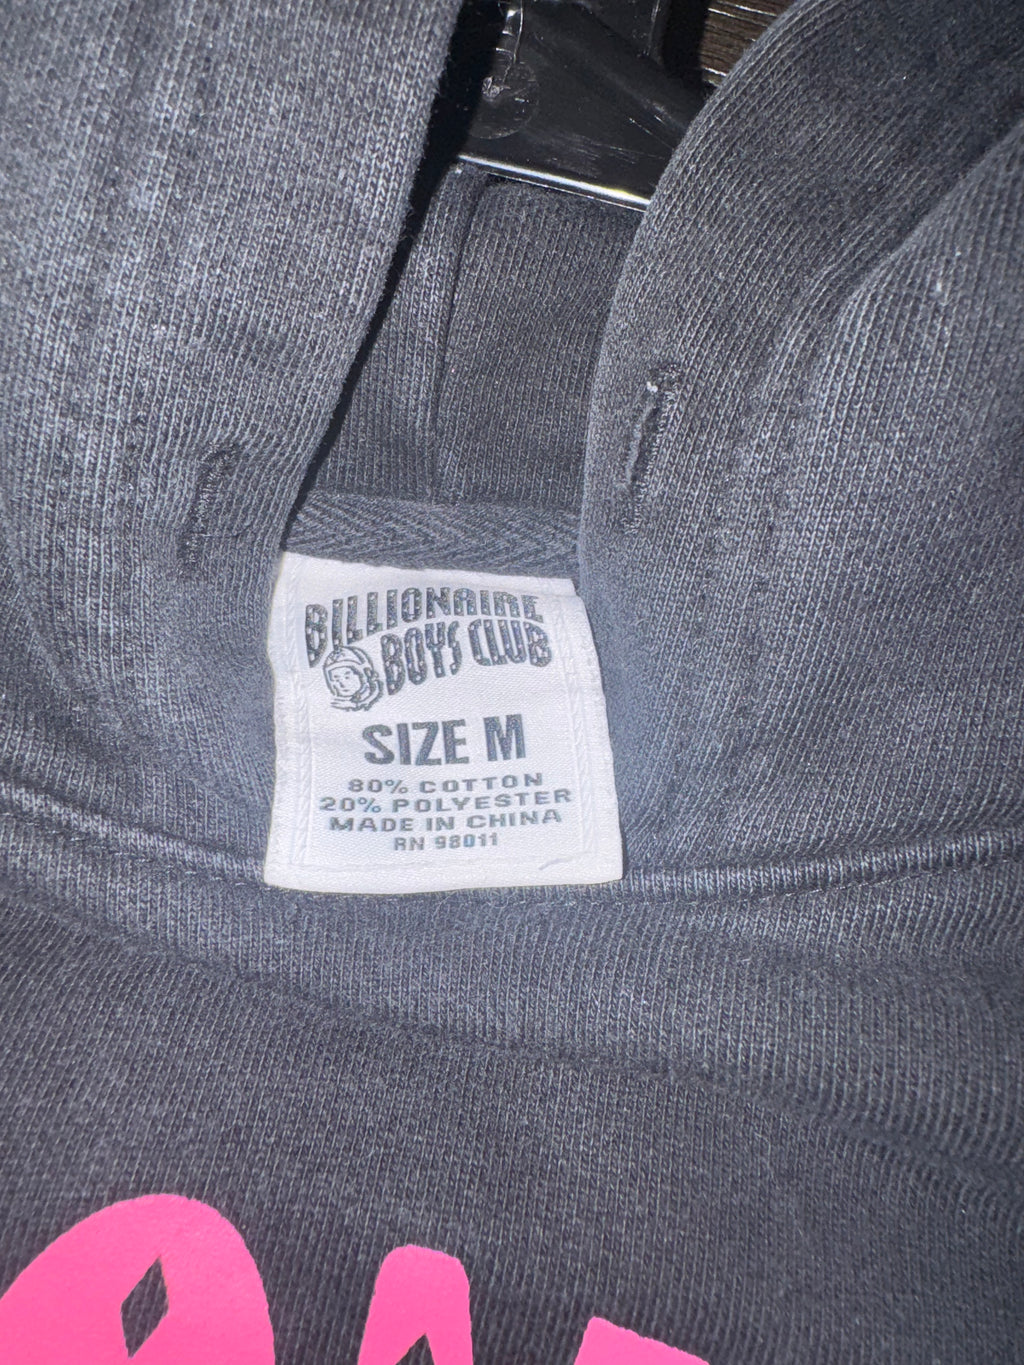 BILLIONAIRE
BOYS CLUB
SIZE M
80% COTTON
20% POLYESTER
MADE IN CHINA
RN 98011